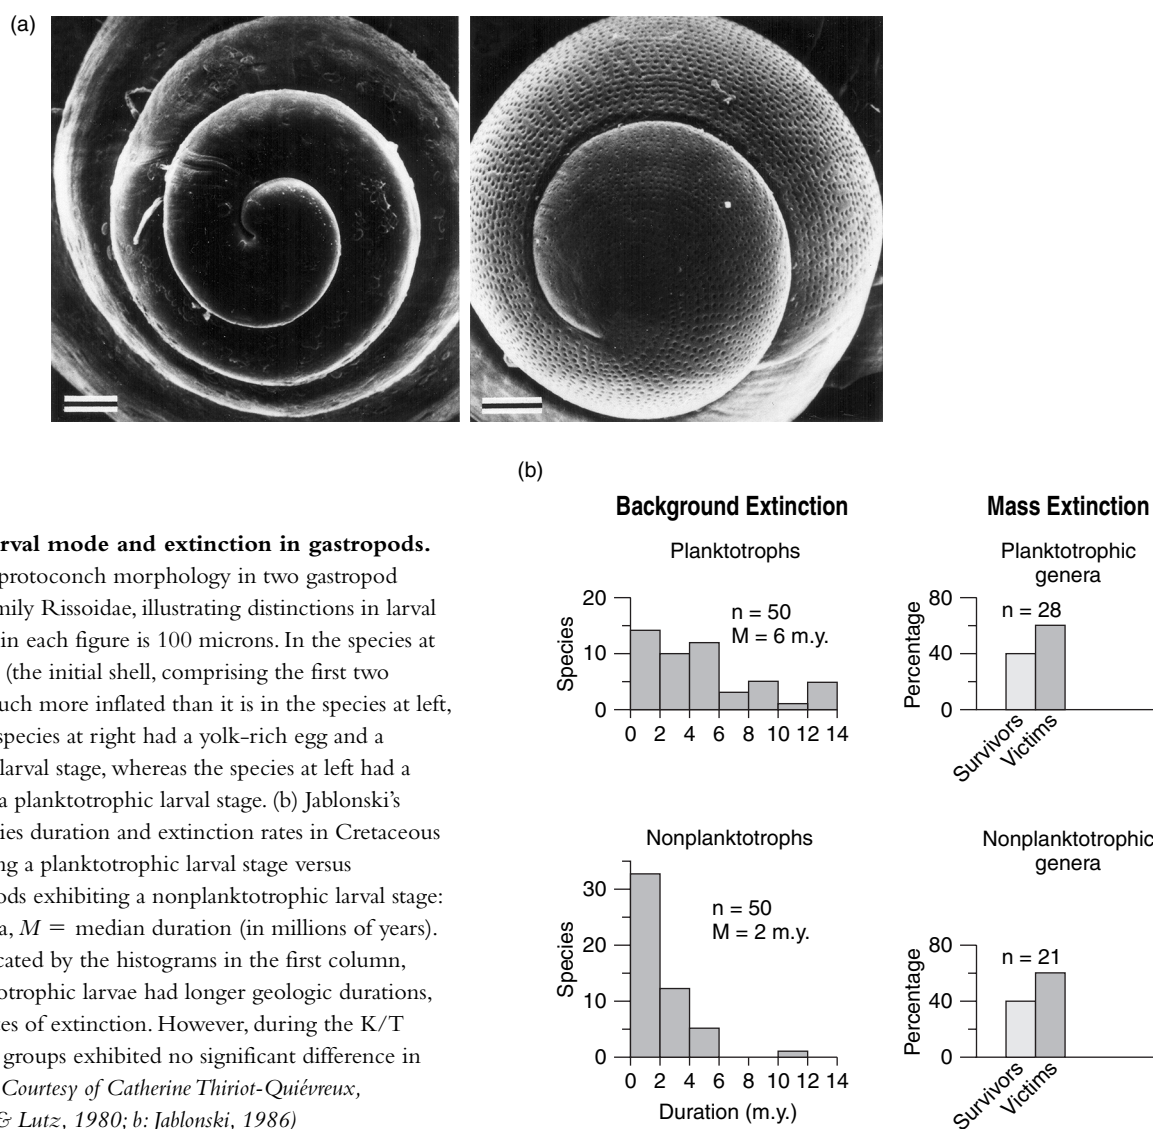 (a)
rval mode and extinction in gastropods.
protoconch morphology in two gastropod
mily Rissoidae, illustrating distinctions in larval
in each figure is 100 microns. In the species at
(the initial shell, comprising the first two
uch more inflated than it is in the species at left,
species at right had a yolk-rich egg and a
larval stage, whereas the species at left had a
a planktotrophic larval stage. (b) Jablonski's
ies duration and extinction rates in Cretaceous
ng a planktotrophic larval stage versus
ods exhibiting a nonplanktotrophic larval stage:
a, M = median duration (in millions of years).
cated by the histograms in the first column,
otrophic larvae had longer geologic durations,
tes of extinction. However, during the K/T
groups exhibited no significant difference in
Courtesy of Catherine Thiriot-Quiévreux,
& Lutz, 1980; b: Jablonski, 1986)
(b)
Background Extinction
Planktotrophs
Species
20
10
0
n = 50
M = 6 m.y.
0 2 4 6 8 10 12 14
Nonplanktotrophs
Species
30
20
10
0
n = 50
M = 2 m.y.
0 2 4 6 8 10 12 14
Duration (m.y.)
Mass Extinction
Planktotrophic
genera
Percentage
80
40
0
n = 28
Survivors
Victims
Nonplanktotrophic
genera
Percentage
80
40
0
n = 21
Survivors
Victims